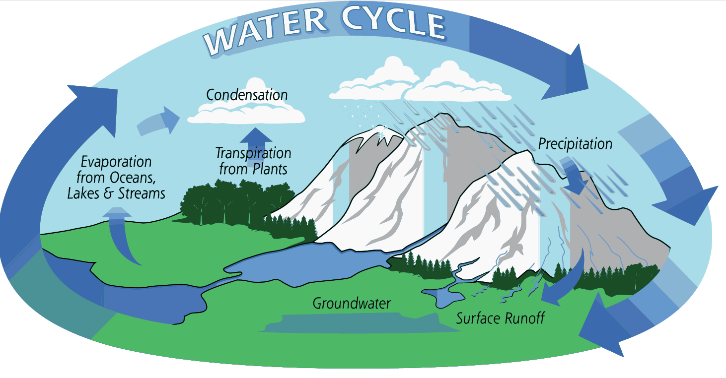 WATER CYCLE
Condensation
Precipitation
Evaporation
from Oceans,
Lakes & Streams
Transpiration
from Plants
Groundwater
Surface Runoff